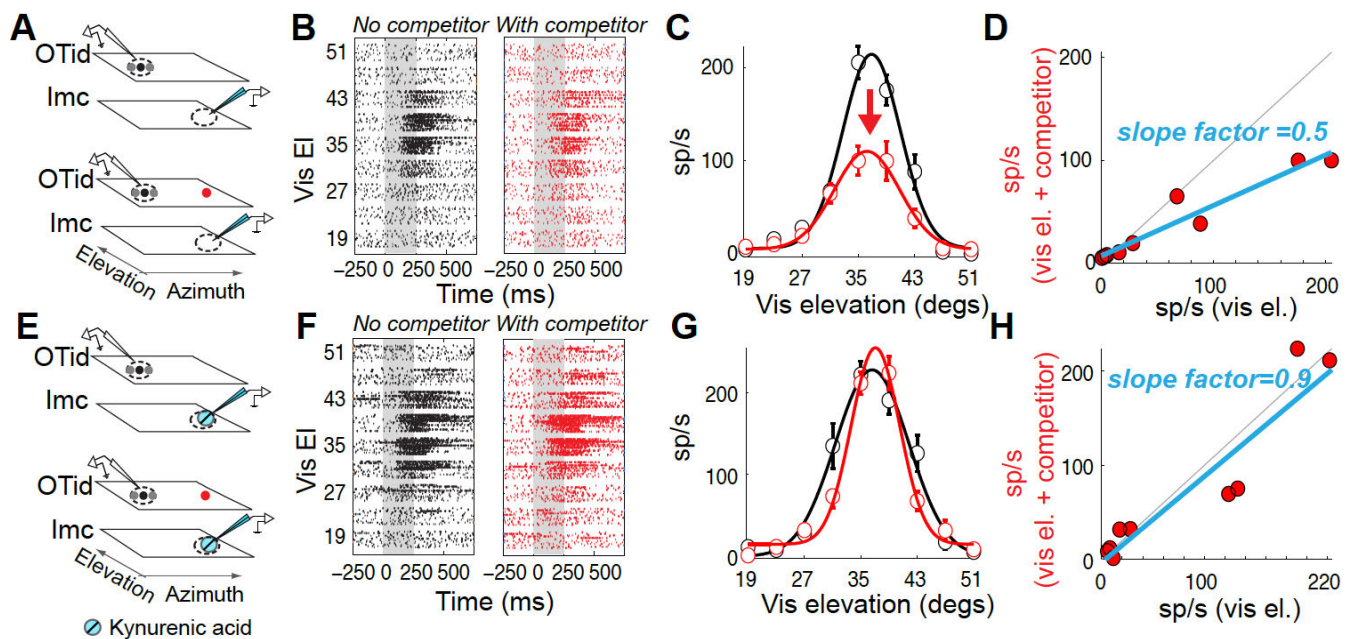 A
OTid
Imc
OTid
Imc
Elevation
Azimuth
B
No competitor
With competitor
Vis El
51
43
35
27
19
−250 0 250 500
−250 0 250 500
Time (ms)
C
sp/s
200
100
0
19 27 35 43 51
Vis elevation (degs)
D
sp/s
(vis el. + competitor)
200
100
0
slope factor =0.5
0 100 200
sp/s (vis el.)
E
OTid
Imc
OTid
Imc
Elevation
Azimuth
Kynurenic acid
F
No competitor
With competitor
Vis El
51
43
35
27
19
−250 0 250 500
−250 0 250 500
Time (ms)
G
sp/s
200
100
0
19 27 35 43 51
Vis elevation (degs)
H
sp/s
(vis el. + competitor)
200
100
0
slope factor=0.9
0 100 220
sp/s (vis el.)